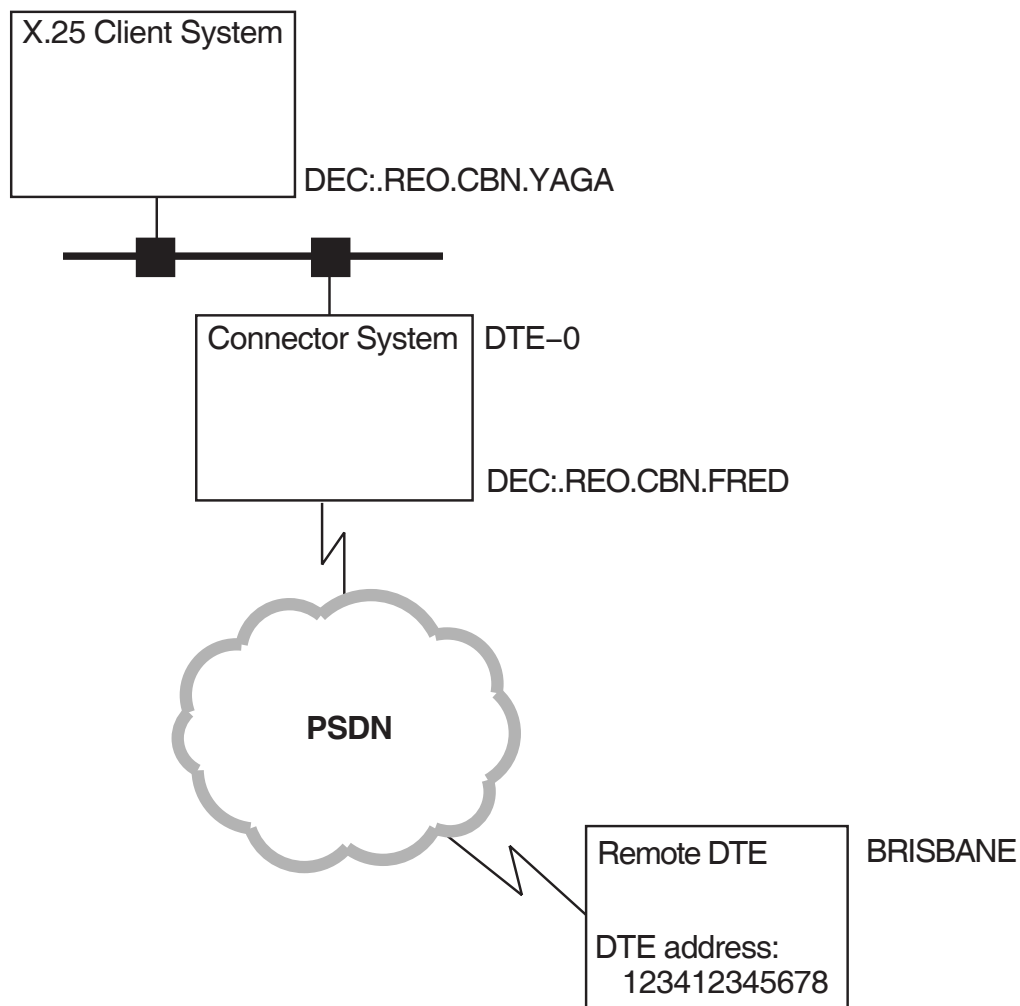 X.25 Client System
DEC:.REO.CBN.YAGA
Connector System
DTE–0
DEC:.REO.CBN.FRED
PSDN
Remote DTE
BRISBANE
DTE address:
123412345678